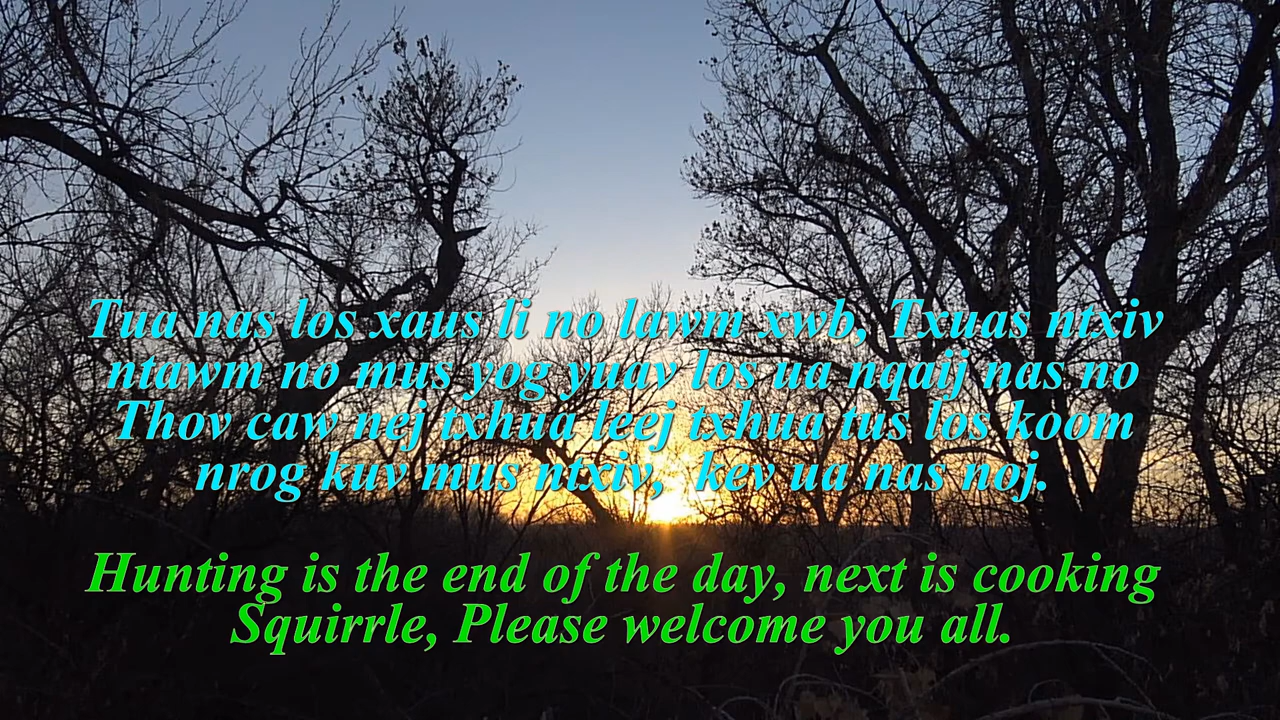 Tua nas los xaus li no lawm xwb, Txuas ntxiv
ntawm no mus yog yuav los ua nqaij nas no
Thov caw nej txhua leej txhua tus los koom
nrog kuv mus ntxiv, kev ua nas noj.
Hunting is the end of the day, next is cooking
Squirrle, Please welcome you all.